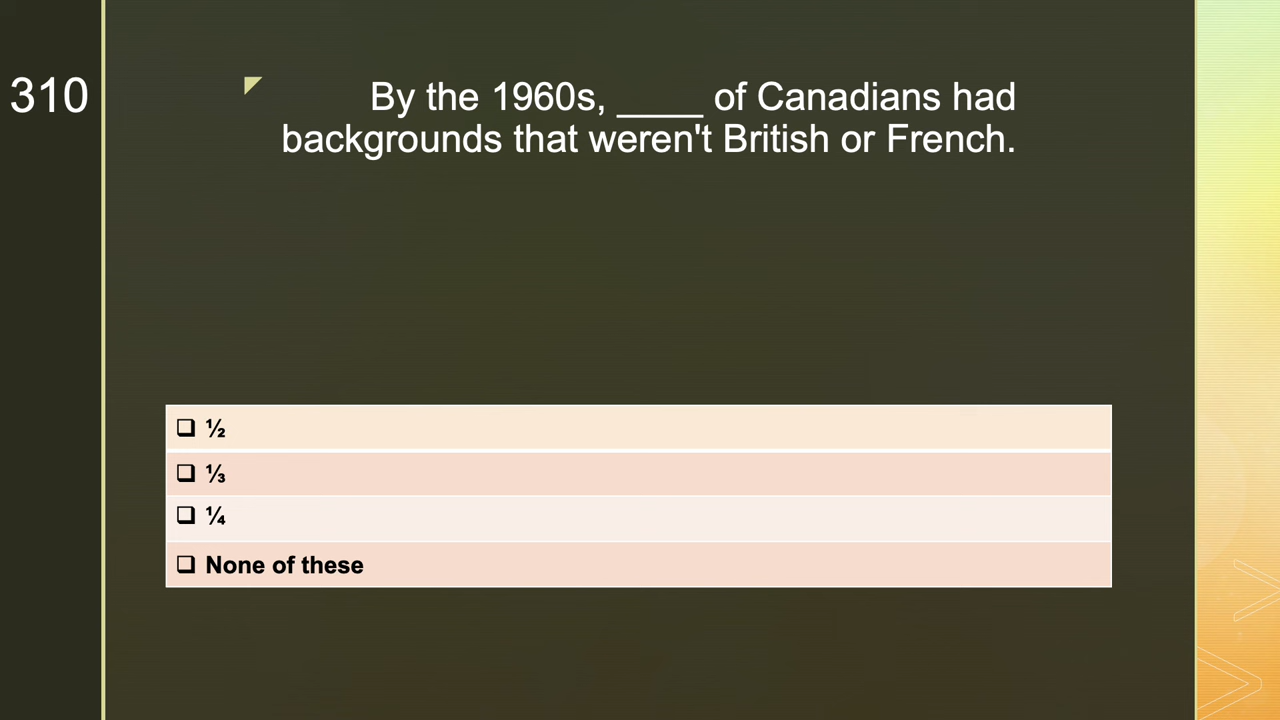 310
By the 1960s, ____ of Canadians had
backgrounds that weren't British or French.
❑ ½
❑ ⅓
❑ ¼
❑ None of these